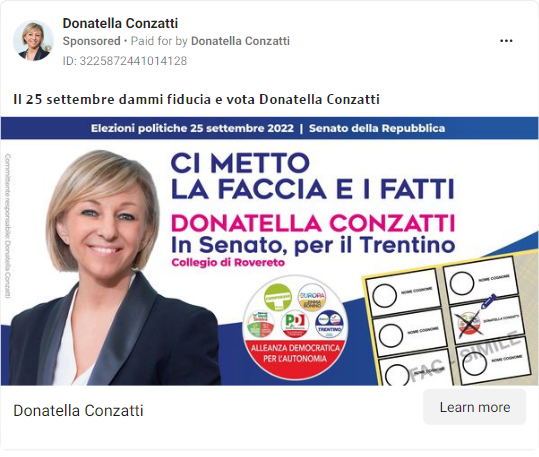 Donatella Conzatti
Sponsored • Paid for by Donatella Conzatti
ID: 3225872441014128
Il 25 settembre dammi fiducia e vota Donatella Conzatti
Elezioni politiche 25 settembre 2022 | Senato della Repubblica
Committente responsabile: Donatella Conzatti
CI METTO
LA FACCIA E I FATTI
DONATELLA CONZATTI
In Senato, per il Trentino
Collegio di Rovereto
EUROPA
PD
TRENTINO
ALLEANZA DEMOCRATICA
PER L'AUTONOMIA
NOME COGNOME
NOME COGNOME
NOME COGNOME
DONATELLA CONZATTI
NOME COGNOME
NOME COGNOME
FAC SIMILE
Donatella Conzatti
Learn more